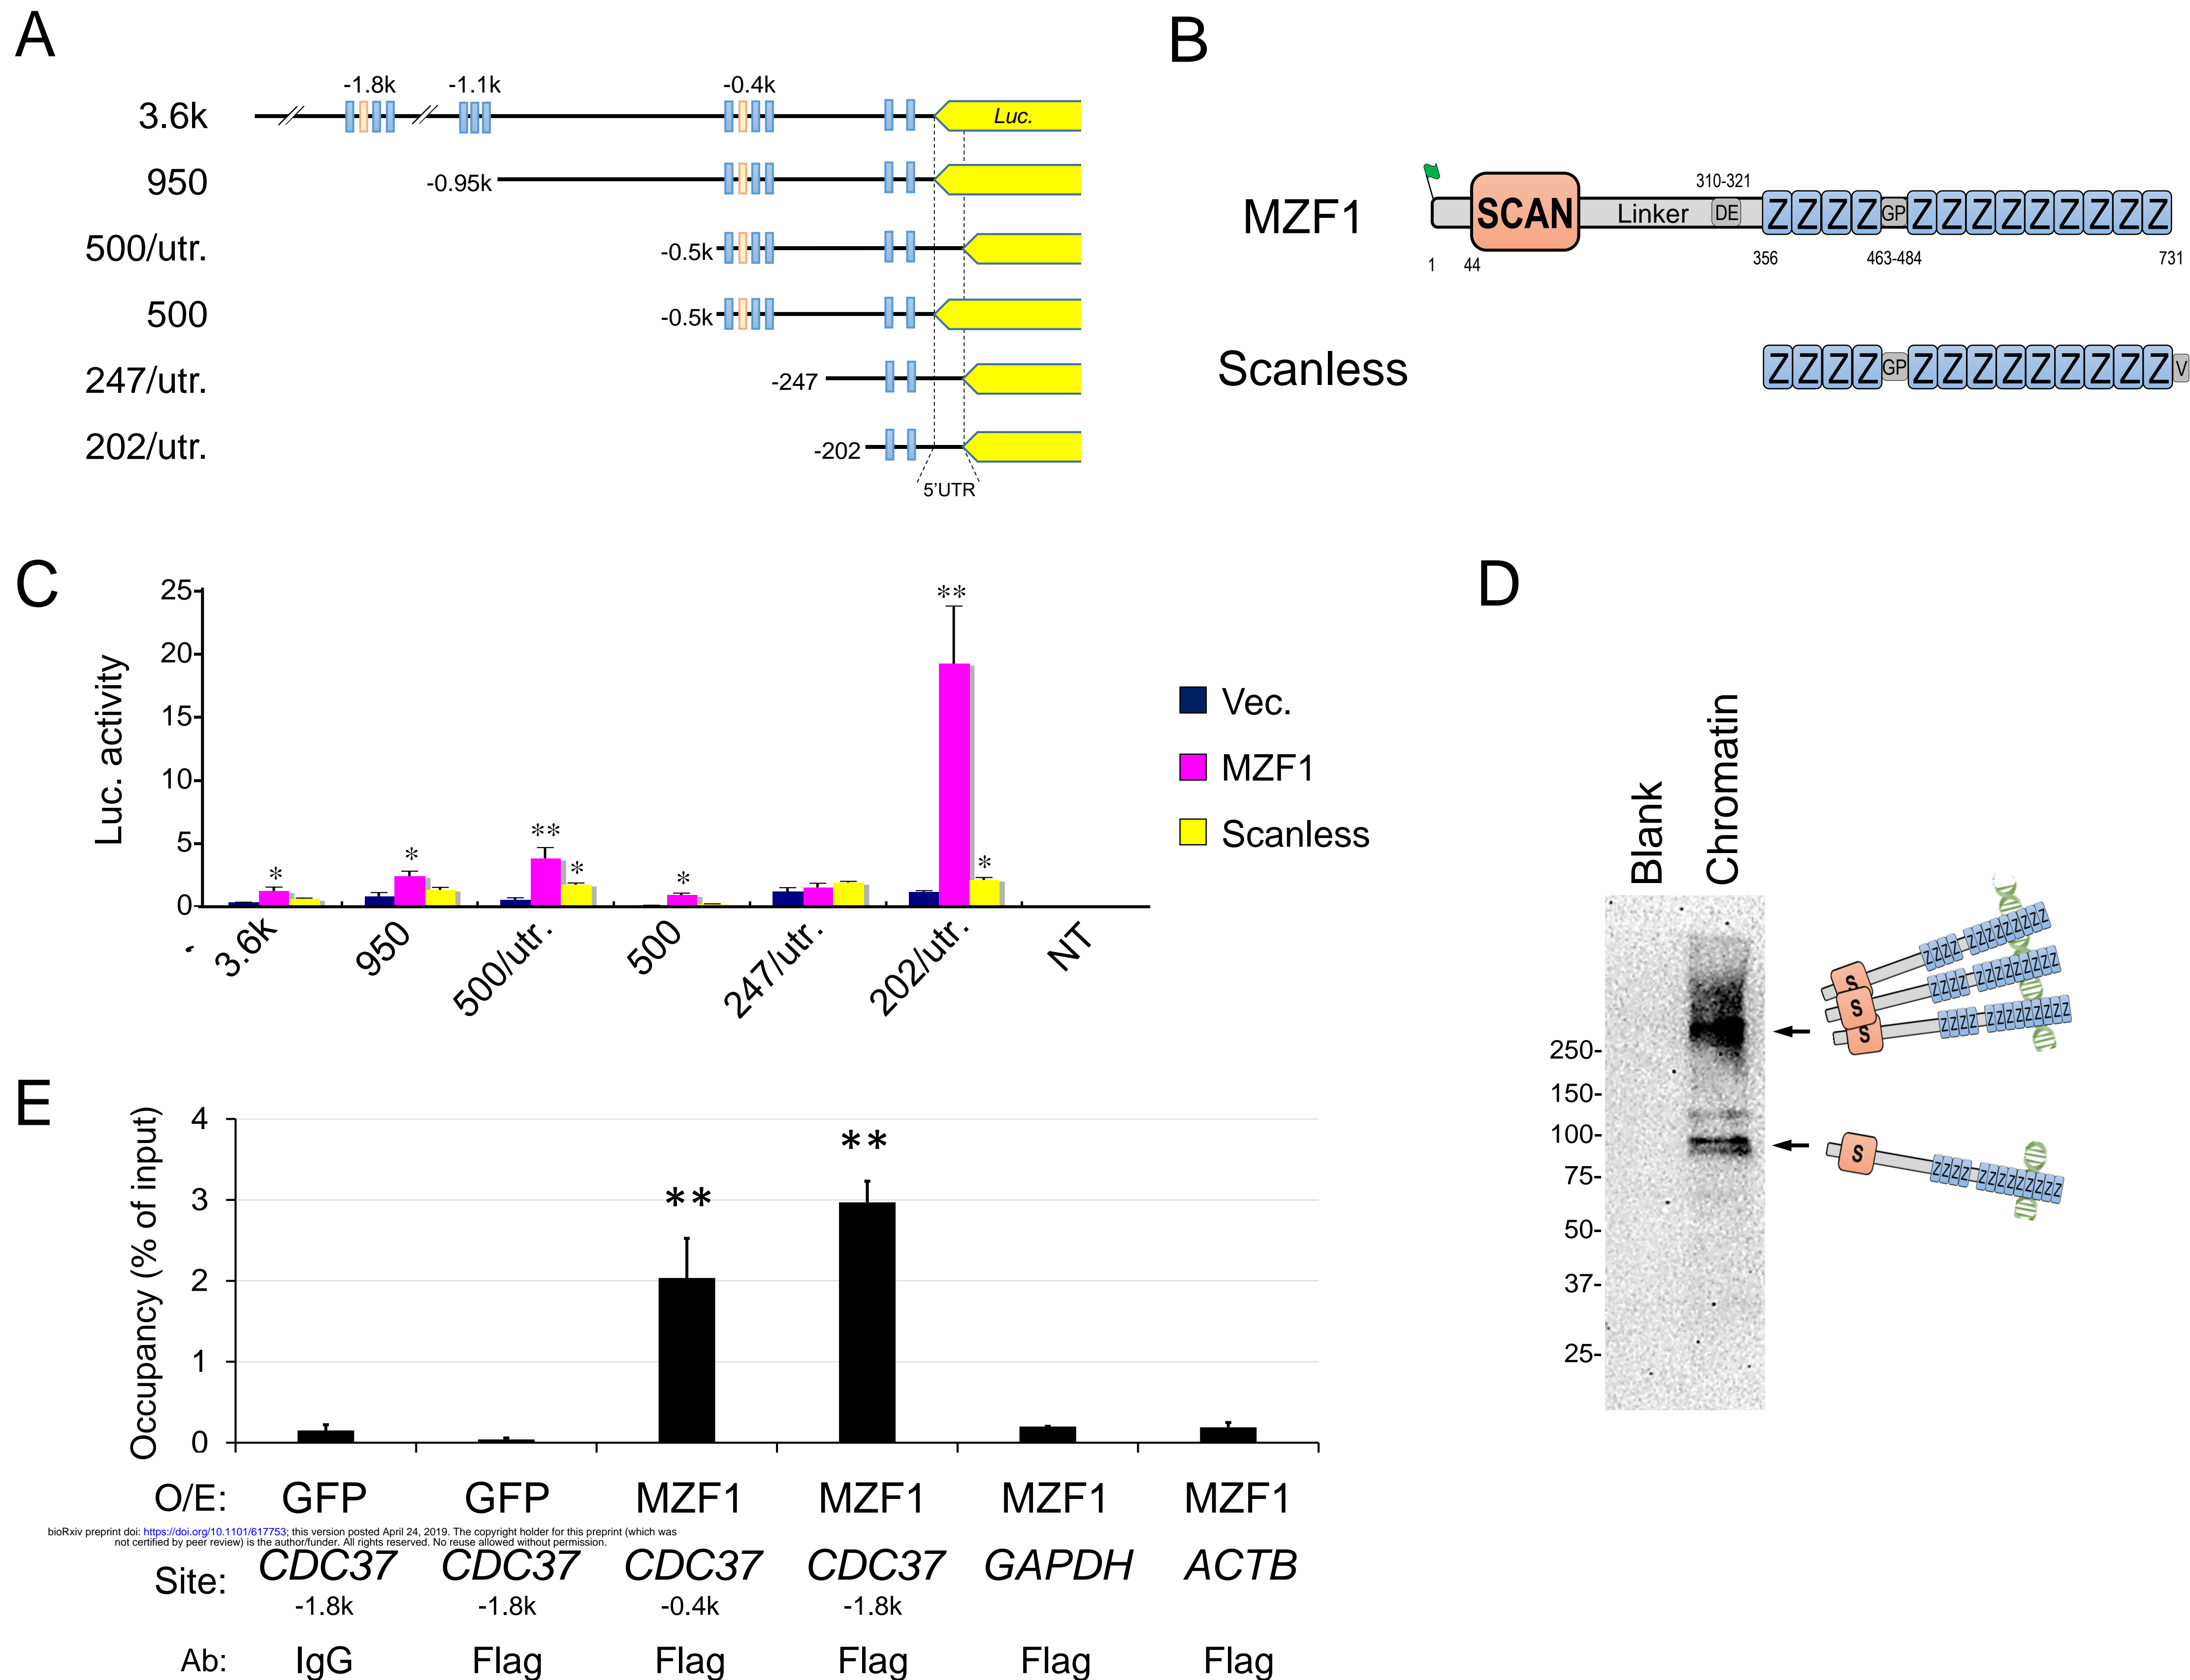 A
-1.8k -1.1k -0.4k
3.6k Luc.
950 -0.95k
500/utr. -0.5k
500 -0.5k
247/utr. -247
202/utr. -202
5'UTR
B
310-321
MZF1 SCAN Linker DE ZZZZ GP ZZZZZZZZZ
1 44 356 463-484 731
Scanless ZZZZ GP ZZZZZZZZZ V
C
Luc. activity
25
20
15
10
5
0
** 
* * ** * * ** *
3.6k 950 500/utr. 500 247/utr. 202/utr. NT
Vec.
MZF1
Scanless
D
Blank Chromatin
250-
150-
100-
75-
50-
37-
25-
S ZZZZ ZZZZZZZZZ
S ZZZZ ZZZZZZZZZ
S ZZZZ ZZZZZZZZZ
S ZZZZ ZZZZZZZZZ
E
Occupancy (% of input)
4
3
2
1
0
** **
O/E: GFP GFP MZF1 MZF1 MZF1 MZF1
bioRxiv preprint doi: https://doi.org/10.1101/617753; this version posted April 24, 2019. The copyright holder for this preprint (which was
not certified by peer review) is the author/funder. All rights reserved. No reuse allowed without permission.
Site: CDC37 CDC37 CDC37 CDC37 GAPDH ACTB
-1.8k -1.8k -0.4k -1.8k
Ab: IgG Flag Flag Flag Flag Flag